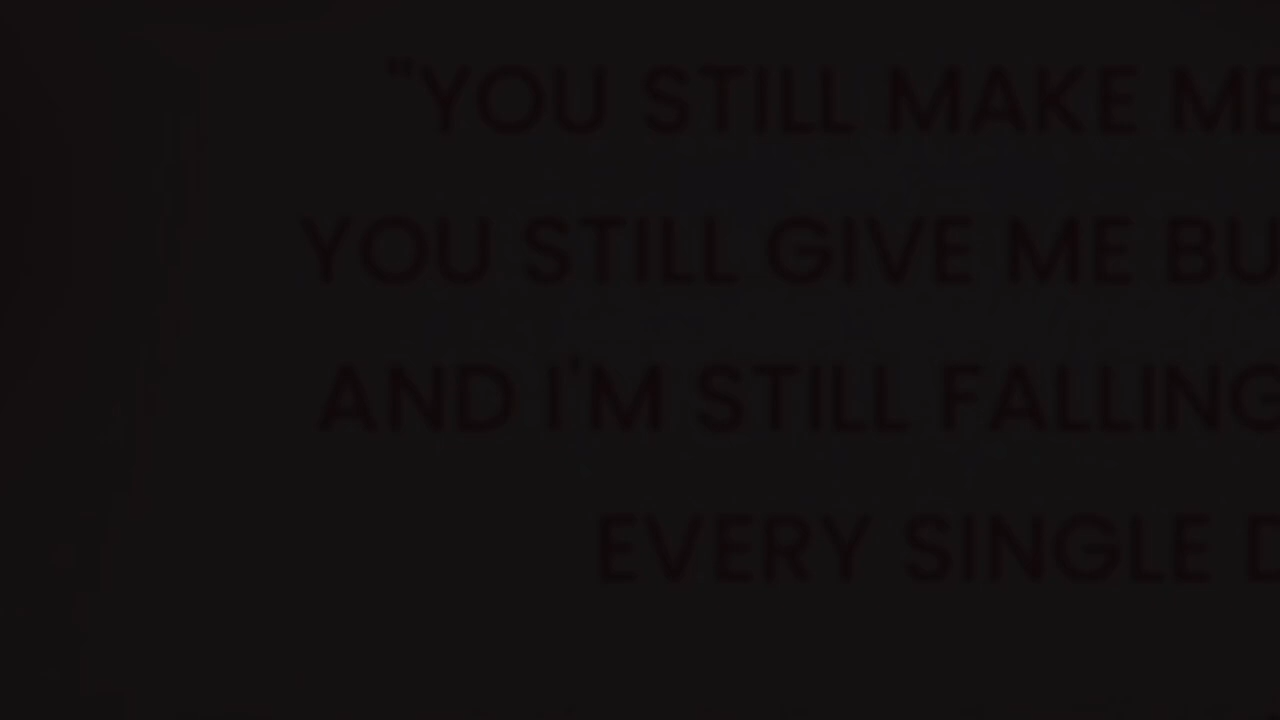 "YOU STILL MAKE ME
YOU STILL GIVE ME BU
AND I'M STILL FALLING
EVERY SINGLE D